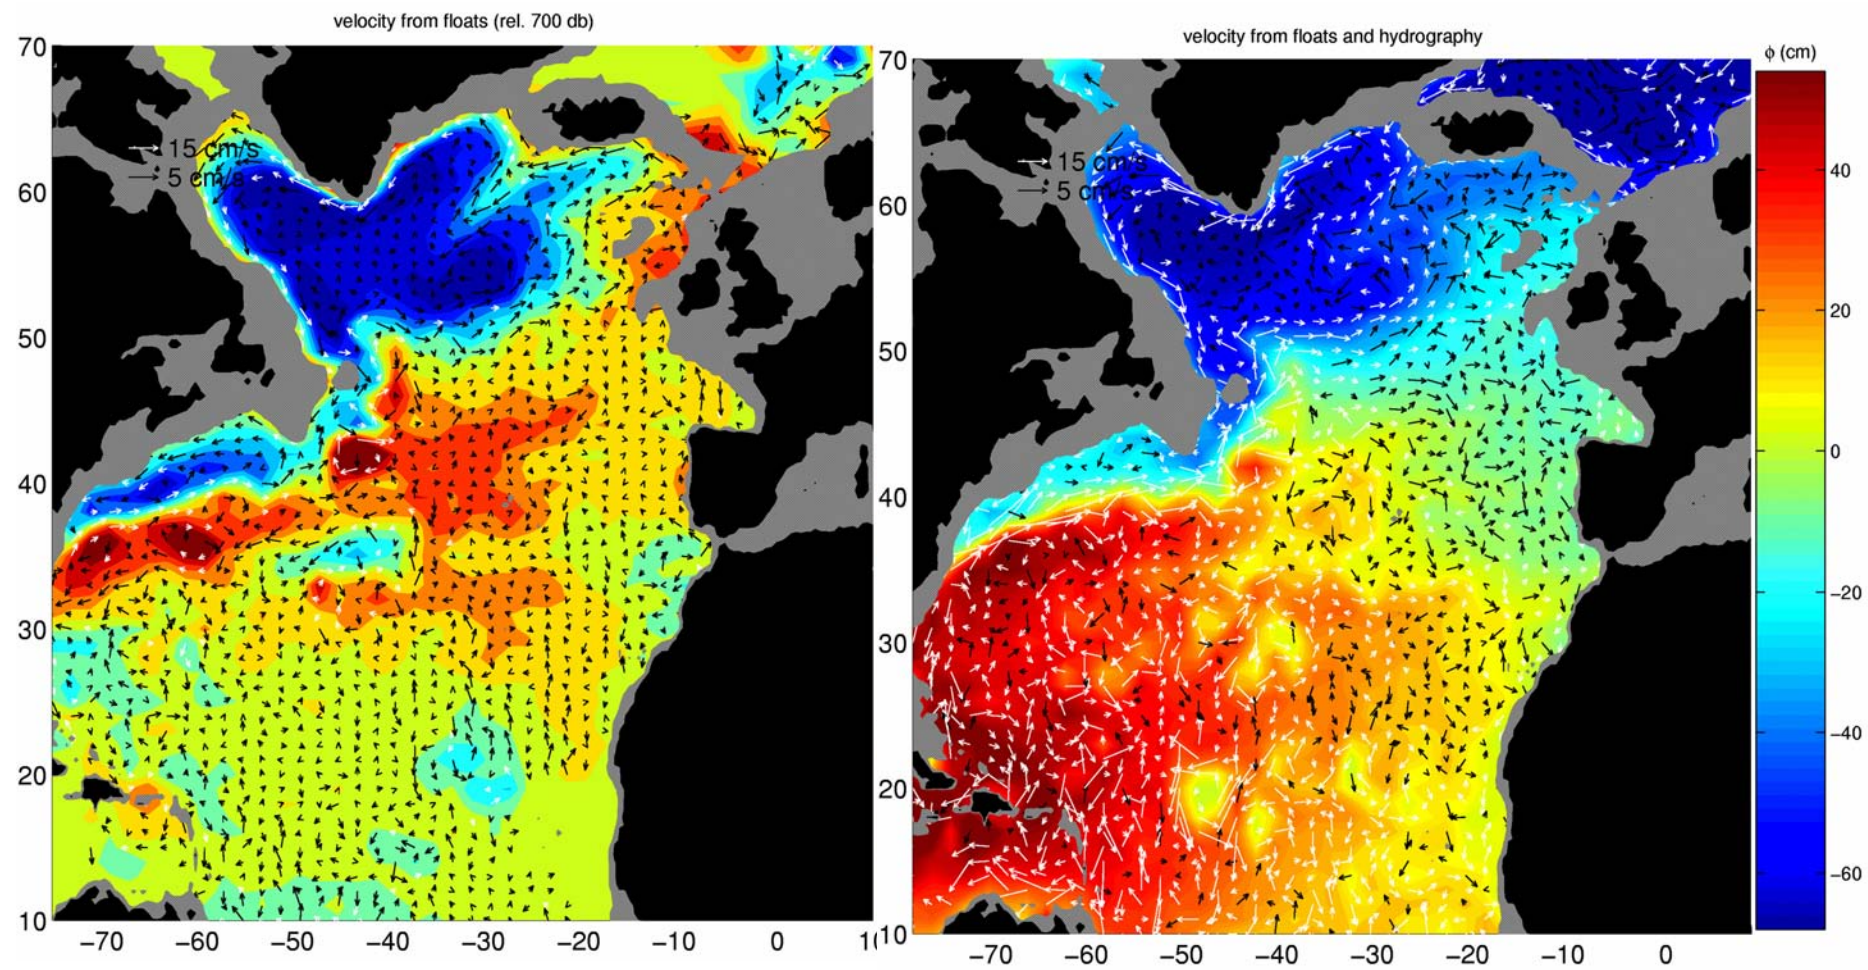 velocity from floats (rel. 700 db)
70
60
50
40
30
20
10
15 cm/s
5 cm/s
−70 −60 −50 −40 −30 −20 −10 0 1(
velocity from floats and hydrography
70
60
50
40
30
20
10
15 cm/s
5 cm/s
−70 −60 −50 −40 −30 −20 −10 0
ϕ (cm)
40
20
0
−20
−40
−60